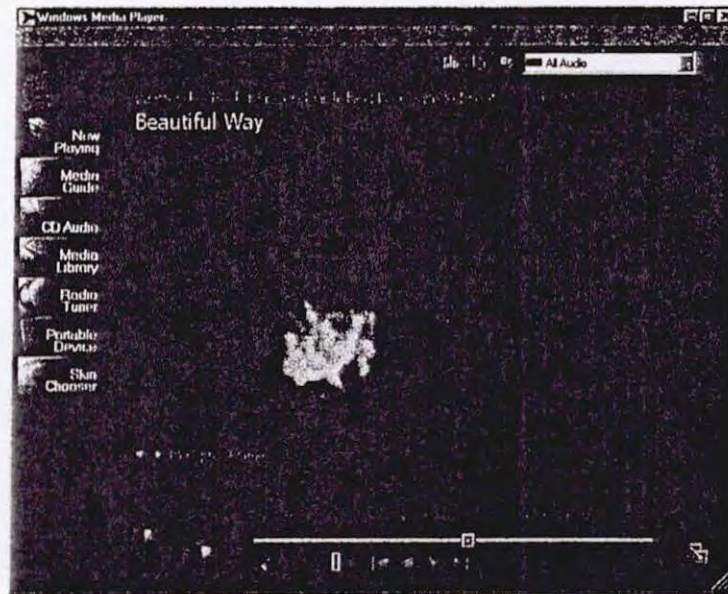 Windows Media Player
All Audio
Beautiful Way
Now
Playing
Media
Guide
CD Audio
Media
Library
Radio
Tuner
Portable
Device
Skin
Chooser